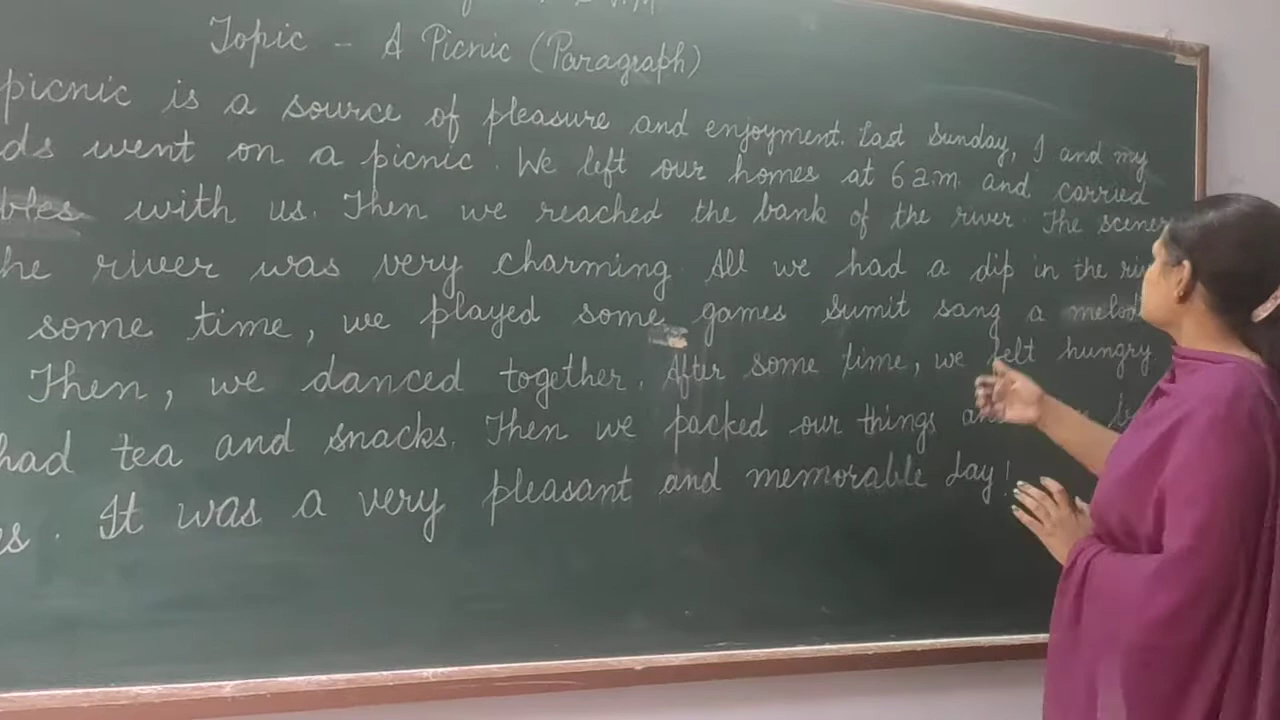 Topic - A Picnic (Paragraph)
picnic is a source of pleasure and enjoyment. Last Sunday, I and my
ds went on a picnic. We left our homes at 6 a.m. and carried
bles with us. Then we reached the bank of the river. The scener
he river was very charming. All we had a dip in the ri
some time, we played some games Sumit sang a melod
Then, we danced together. After some time, we felt hungry
had tea and snacks. Then we packed our things
es. It was a very pleasant and memorable day!